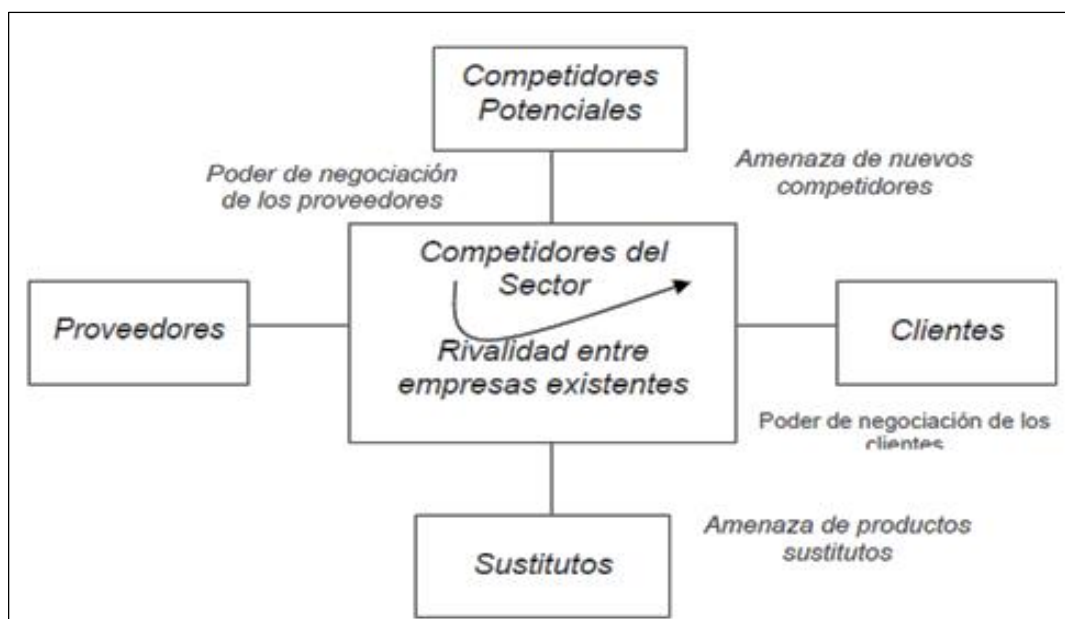 Competidores
Potenciales
Poder de negociación
de los proveedores
Amenaza de nuevos
competidores
Competidores del
Sector
Proveedores
Rivalidad entre
empresas existentes
Clientes
Poder de negociación de los
clientes
Amenaza de productos
sustitutos
Sustitutos